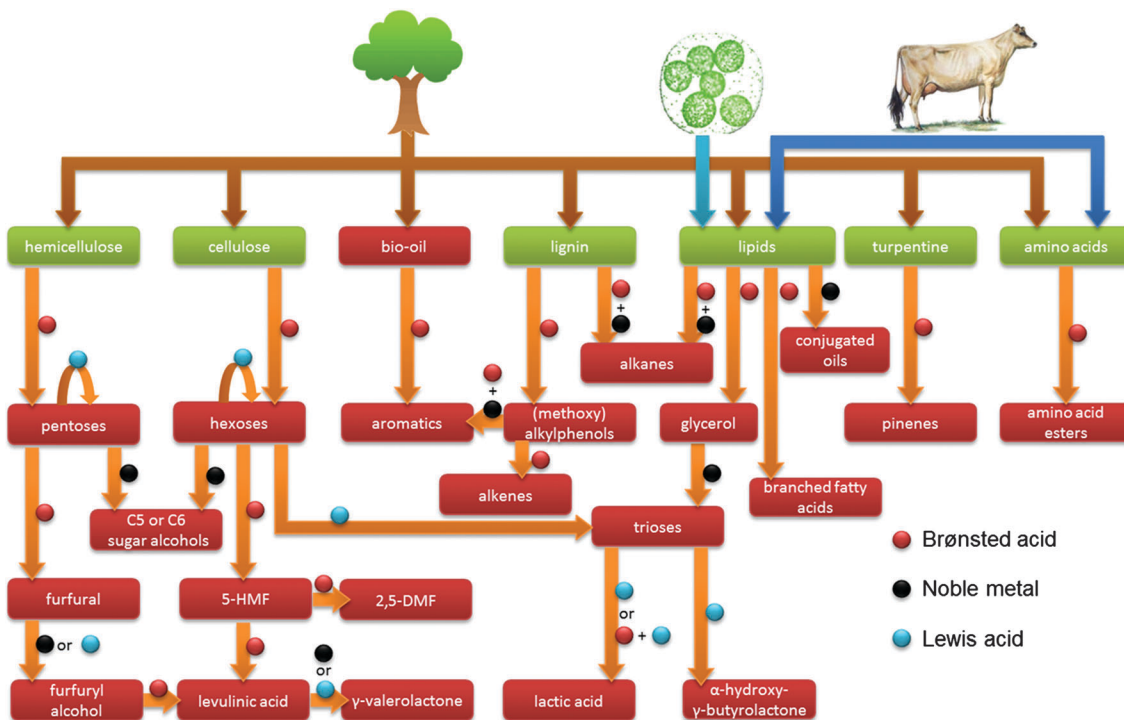 hemicellulose
cellulose
bio-oil
lignin
lipids
turpentine
amino acids
+
+
alkanes
conjugated
oils
+
pentoses
hexoses
aromatics
(methoxy)
alkylphenols
glycerol
pinenes
amino acid
esters
alkenes
branched fatty
acids
C5 or C6
sugar alcohols
trioses
Brønsted acid
Noble metal
Lewis acid
furfural
5-HMF
2,5-DMF
or
or
+
or
furfuryl
alcohol
levulinic acid
γ-valerolactone
lactic acid
α-hydroxy-
γ-butyrolactone